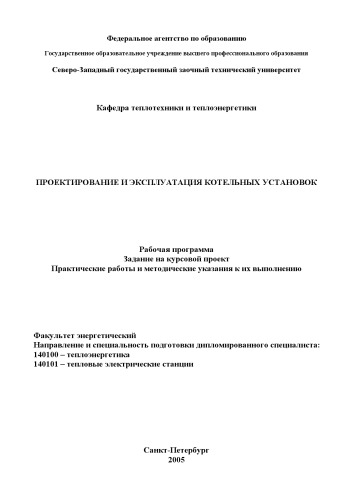 Федеральное агентство по образованию
Государственное образовательное учреждение высшего профессионального образования
Северо-Западный государственный заочный технический университет
Кафедра теплотехники и теплоэнергетики
ПРОЕКТИРОВАНИЕ И ЭКСПЛУАТАЦИЯ КОТЕЛЬНЫХ УСТАНОВОК
Рабочая программа
Задание на курсовой проект
Практические работы и методические указания к их выполнению
Факультет энергетический
Направление и специальность подготовки дипломированного специалиста:
140100 – теплоэнергетика
140101 – тепловые электрические станции
Санкт-Петербург
2005